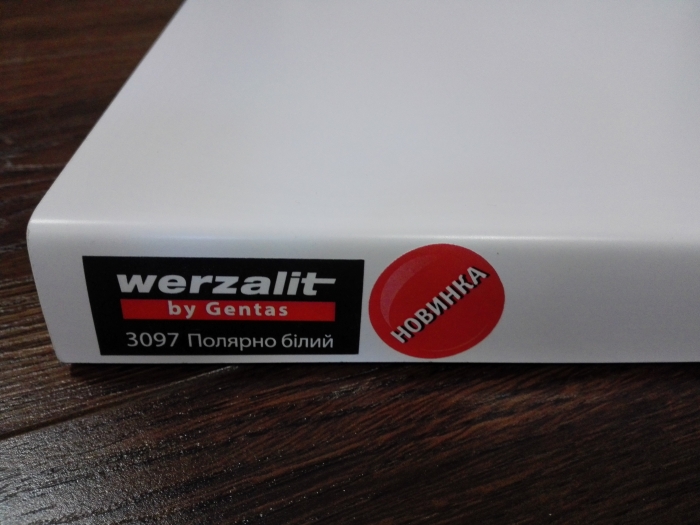 werzalit
by Gentas
3097 Полярно білий
НОВИНКА